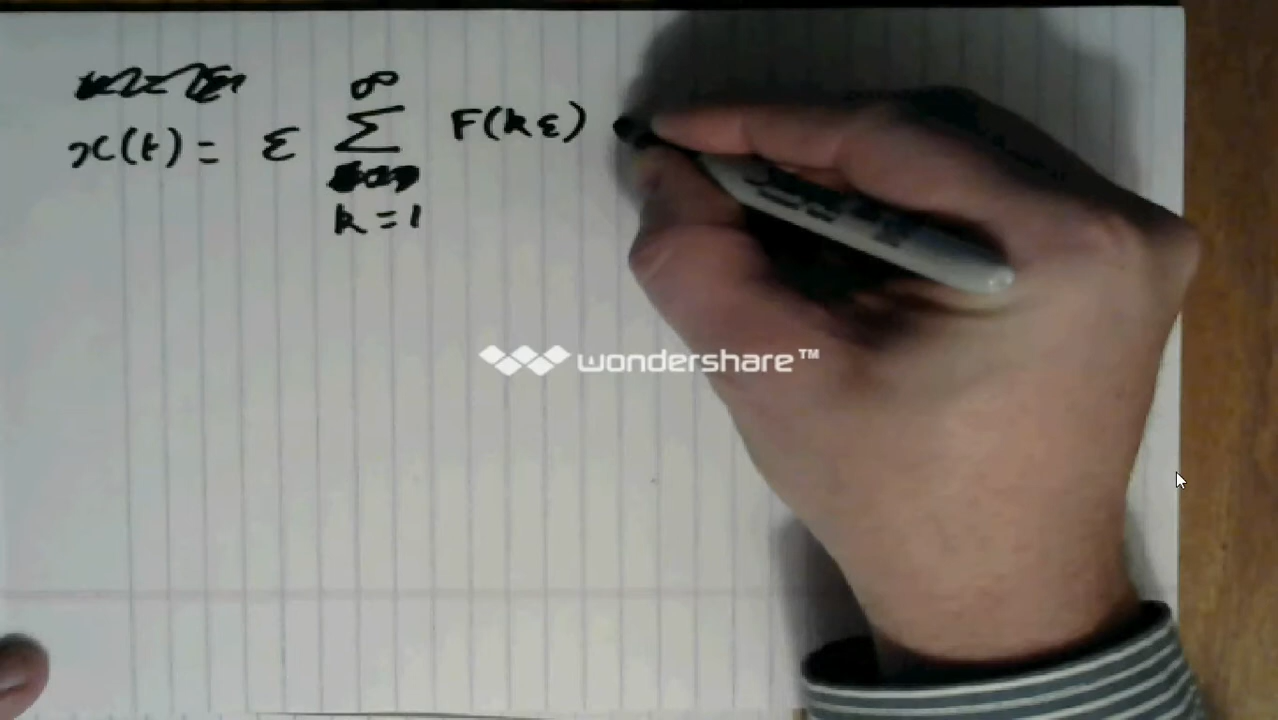 ∞
x(t) = ε Σ F(kε)
k = 1
wondershare™